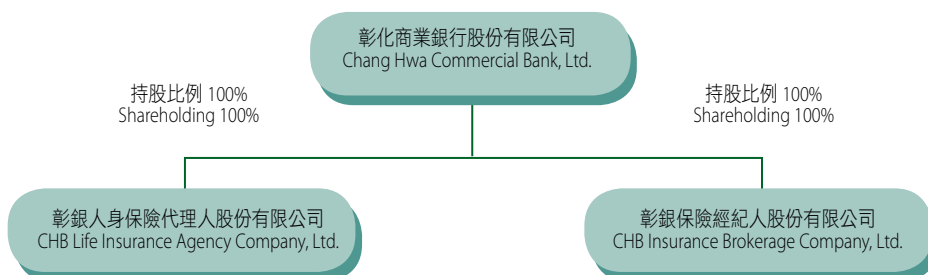 彰化商業銀行股份有限公司
Chang Hwa Commercial Bank, Ltd.
持股比例 100%
Shareholding 100%
持股比例 100%
Shareholding 100%
彰銀人身保險代理人股份有限公司
CHB Life Insurance Agency Company, Ltd.
彰銀保險經紀人股份有限公司
CHB Insurance Brokerage Company, Ltd.